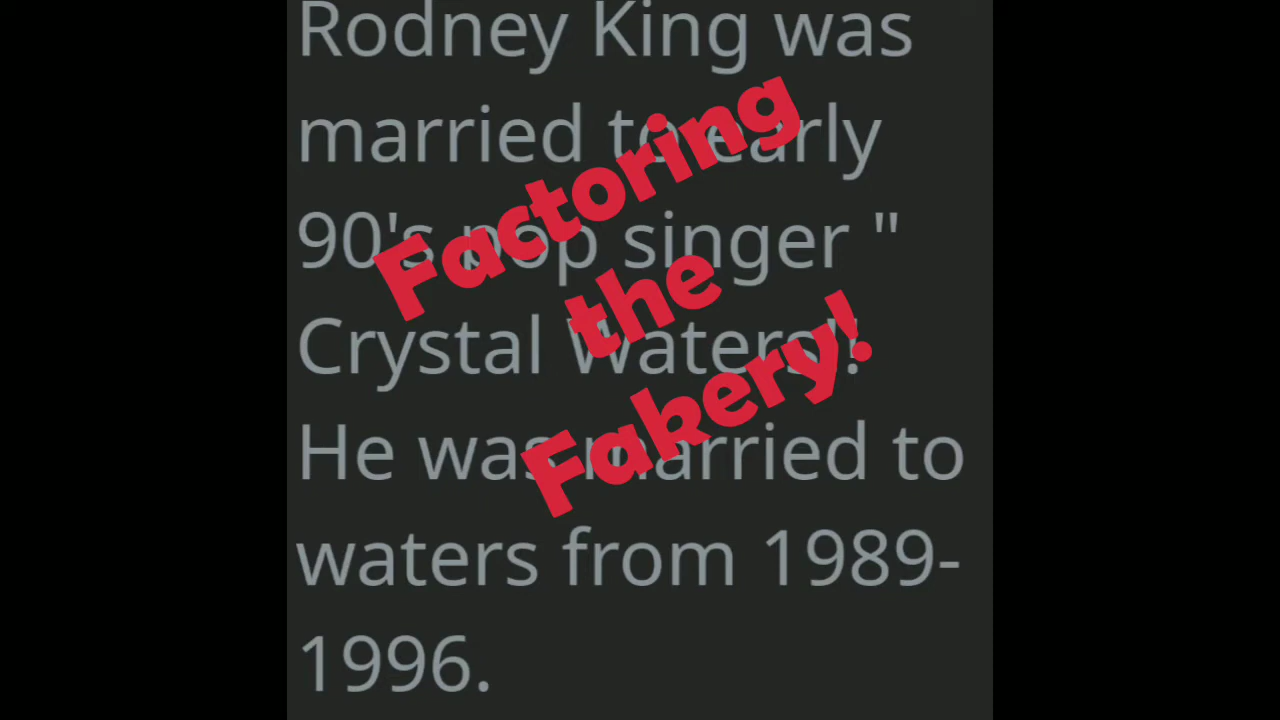 Rodney King was
married to early
90's pop singer "
Crystal Waters"!
He was married to
waters from 1989-
1996.
Factoring
the
Fakery!